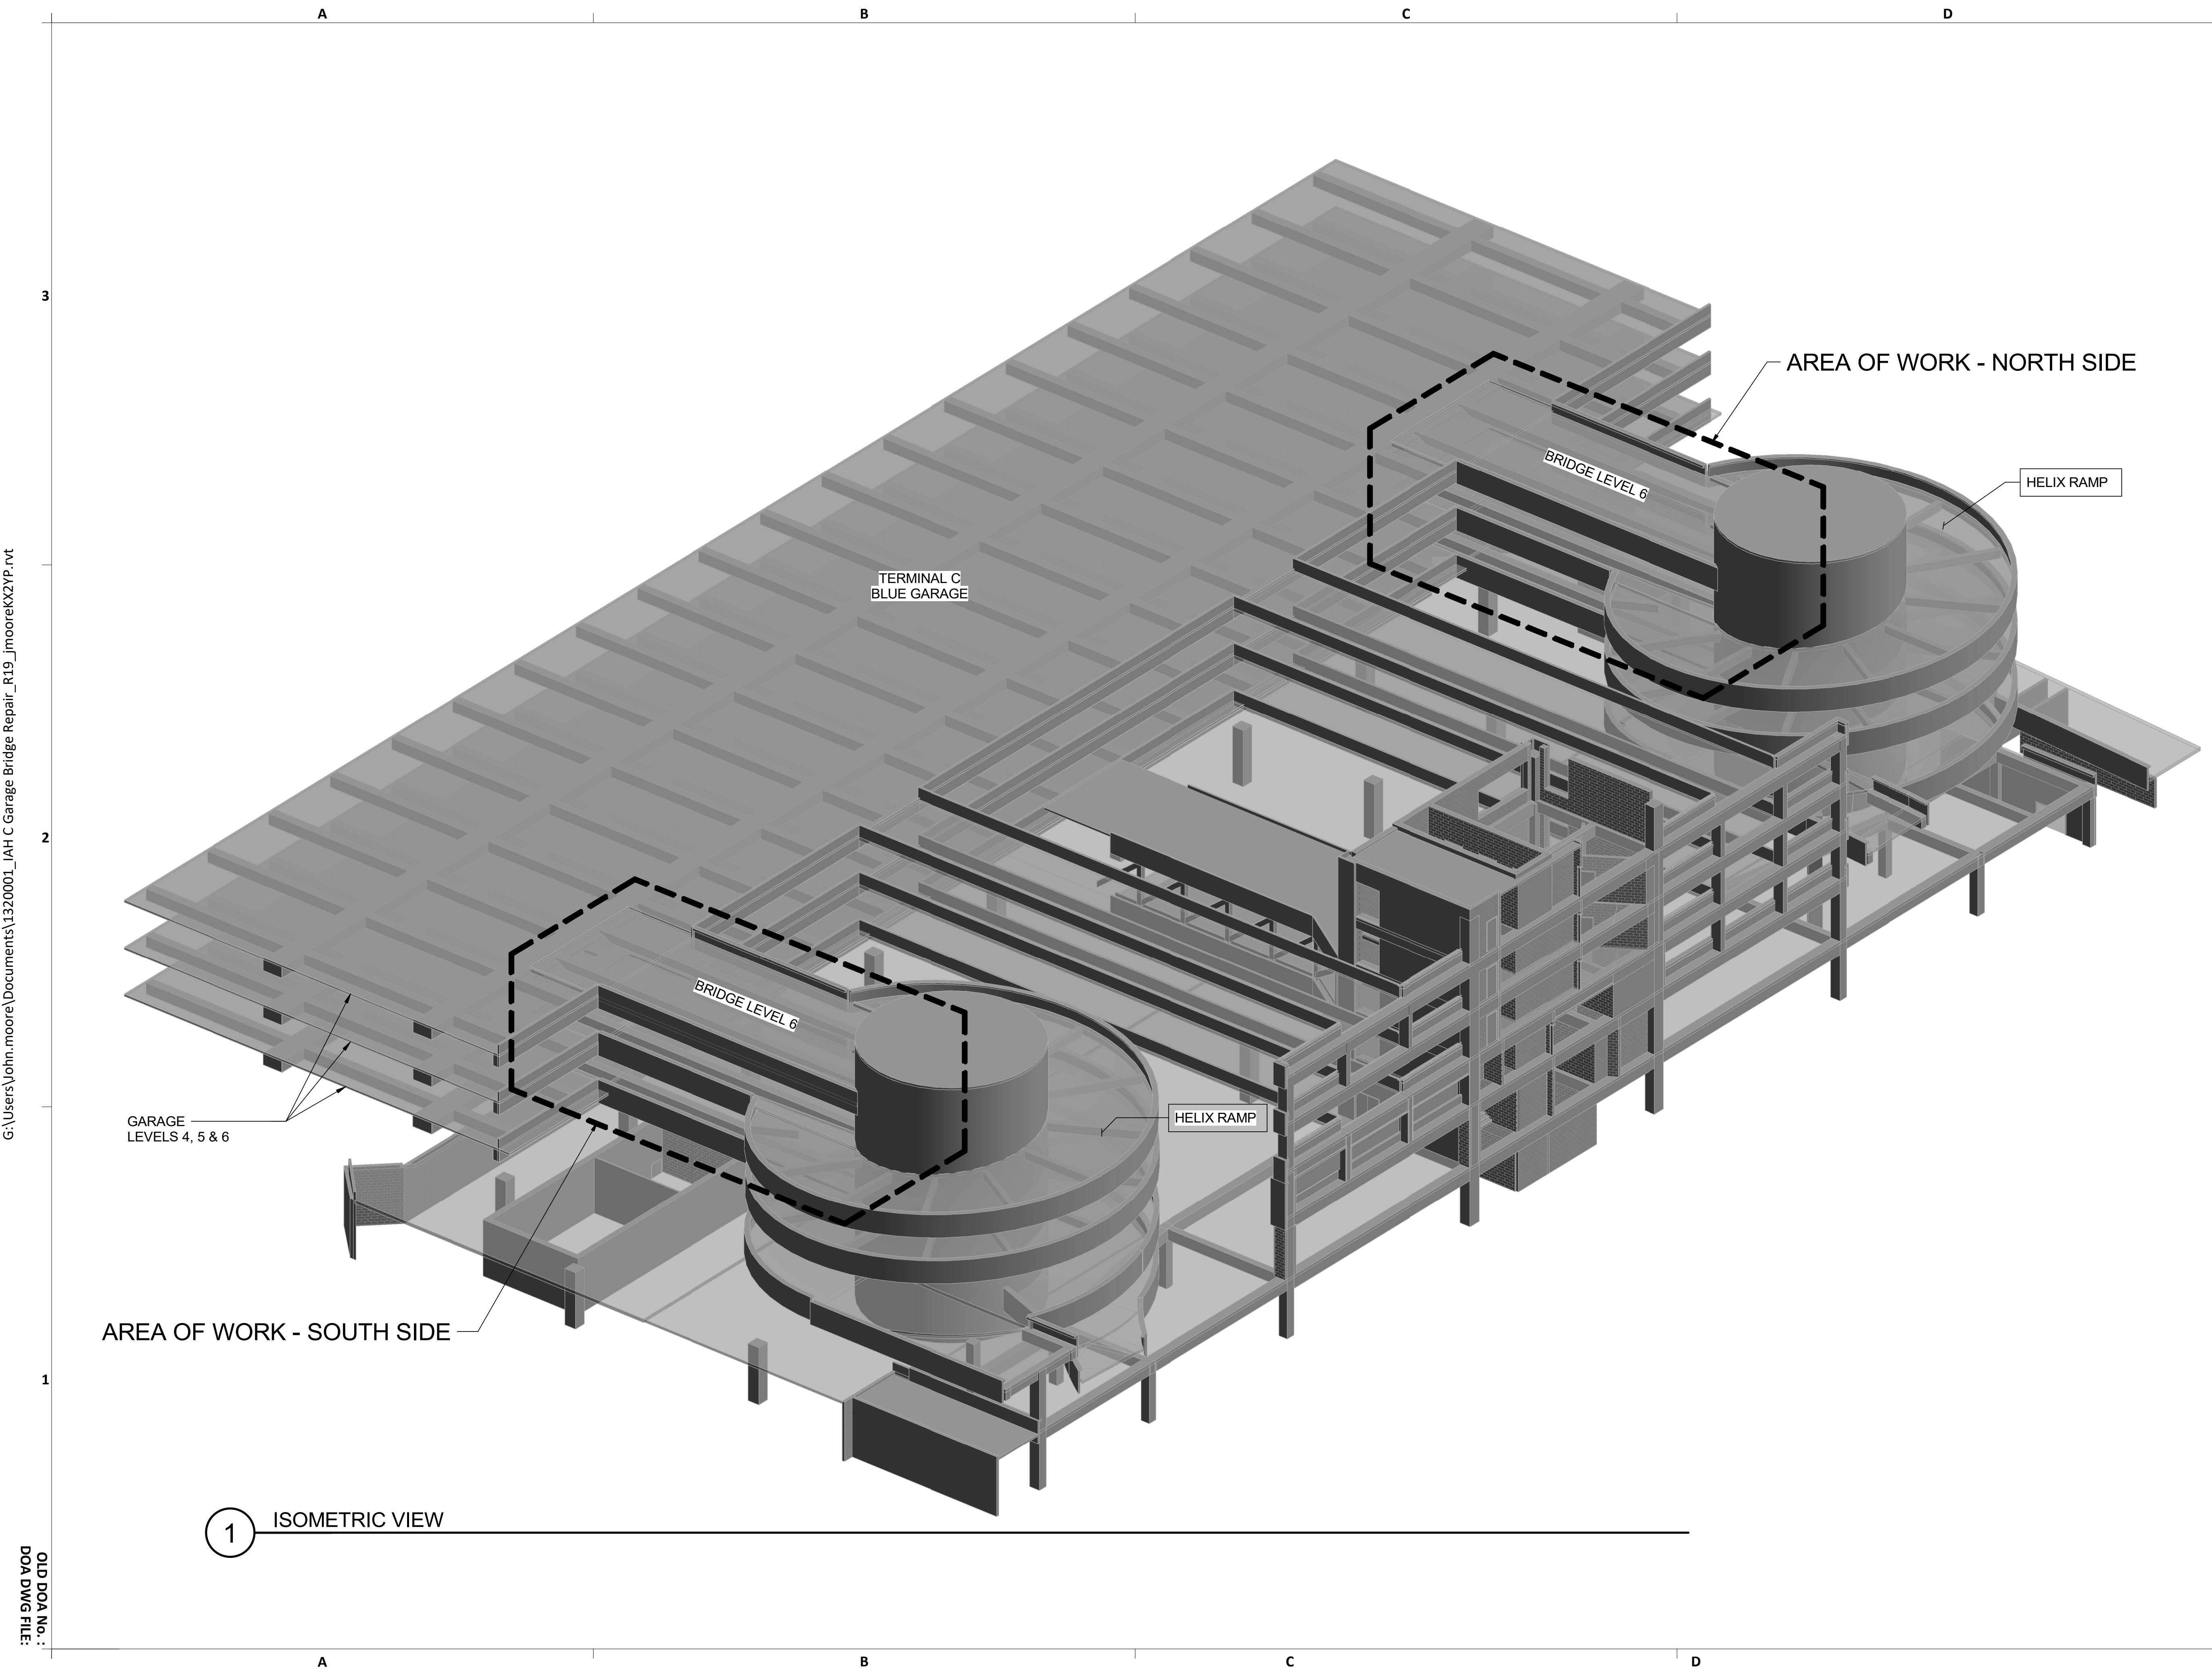 A B C D
3
AREA OF WORK - NORTH SIDE
BRIDGE LEVEL 6
HELIX RAMP
TERMINAL C
BLUE GARAGE
2
BRIDGE LEVEL 6
GARAGE
LEVELS 4, 5 & 6
HELIX RAMP
AREA OF WORK - SOUTH SIDE
1
1 ISOMETRIC VIEW
A B C D
G:\Users\John.moore\Documents\1320001_IAH C Garage Bridge Repair_R19_jmooreKX2YP.rvt
OLD DOA No. :
DOA DWG FILE: